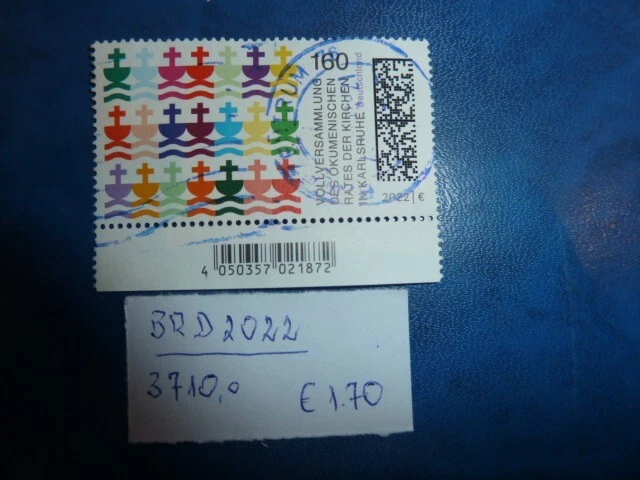 160
VOLLVERSAMMLUNG
DES ÖKUMENISCHEN
RATES DER KIRCHEN
IN KARLSRUHE
Deutschland
2022 | €
4 050357 021872
BRD 2022
3710,0
€ 1.70